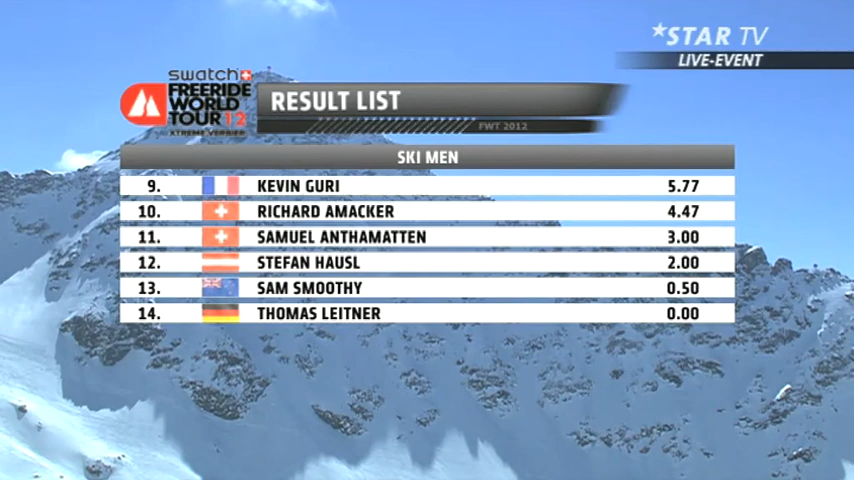 *STAR TV
LIVE-EVENT
swatch
FREERIDE
WORLD
TOUR 12
XTREME VERBIER
RESULT LIST
FWT 2012
SKI MEN
9. KEVIN GURI 5.77
10. RICHARD AMACKER 4.47
11. SAMUEL ANTHAMATTEN 3.00
12. STEFAN HAUSL 2.00
13. SAM SMOOTHY 0.50
14. THOMAS LEITNER 0.00